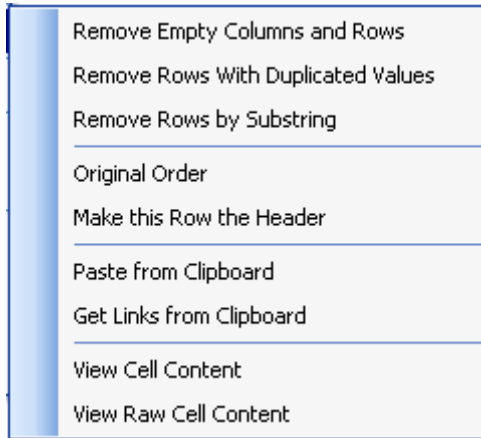 Remove Empty Columns and Rows
Remove Rows With Duplicated Values
Remove Rows by Substring
Original Order
Make this Row the Header
Paste from Clipboard
Get Links from Clipboard
View Cell Content
View Raw Cell Content